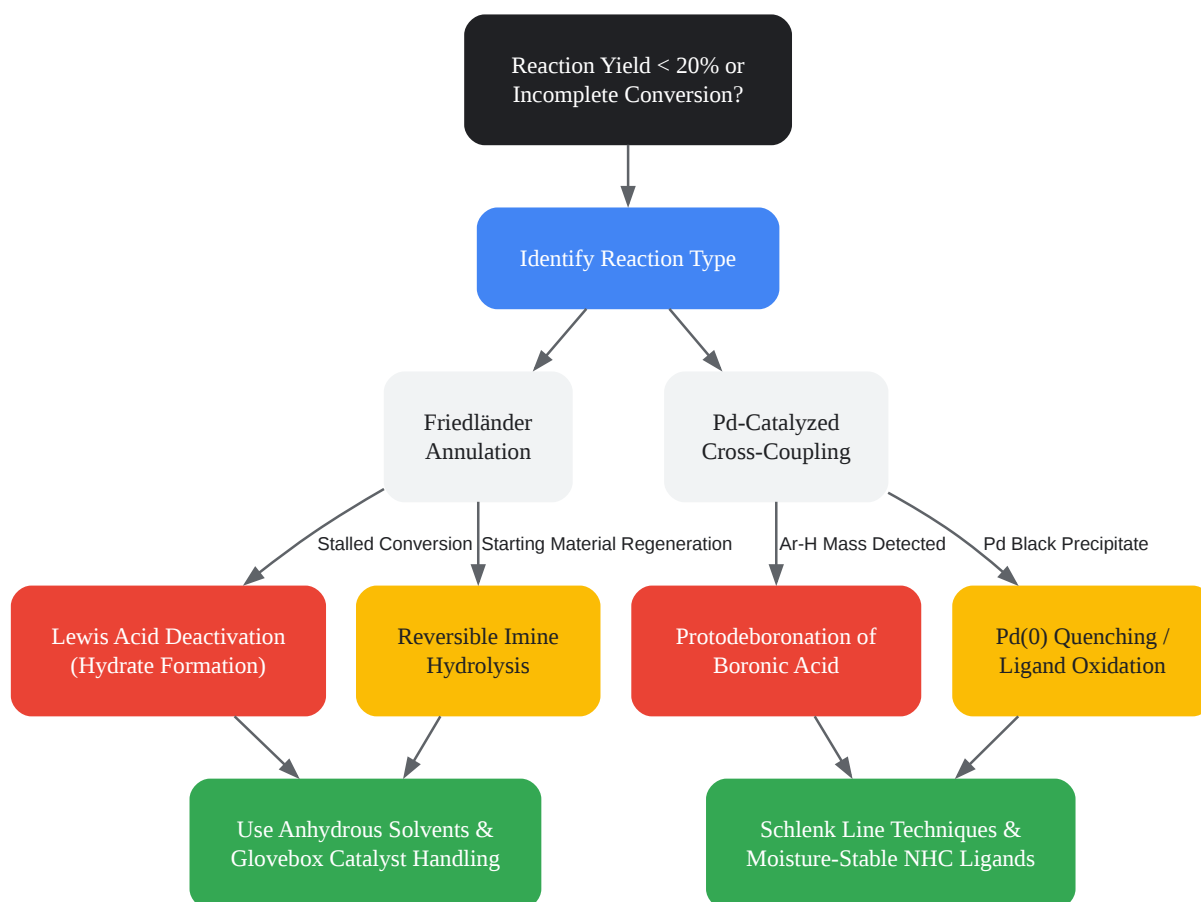 Reaction Yield < 20% or
Incomplete Conversion?
Identify Reaction Type
Friedländer
Annulation
Pd-Catalyzed
Cross-Coupling
Stalled Conversion
Starting Material Regeneration
Ar-H Mass Detected
Pd Black Precipitate
Lewis Acid Deactivation
(Hydrate Formation)
Reversible Imine
Hydrolysis
Protodeboronation of
Boronic Acid
Pd(0) Quenching /
Ligand Oxidation
Use Anhydrous Solvents &
Glovebox Catalyst Handling
Schlenk Line Techniques &
Moisture-Stable NHC Ligands